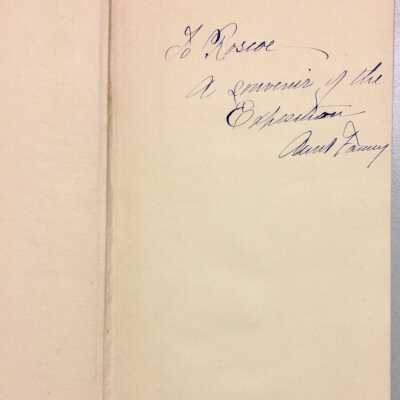 To Roscoe
A souvenir of the
Exposition
Aunt Fanny